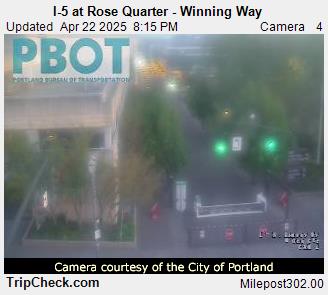 I-5 at Rose Quarter - Winning Way
Updated Apr 22 2025 8:15 PM Camera 4
PBOT
PORTLAND BUREAU OF TRANSPORTATION
Camera courtesy of the City of Portland
TripCheck.com Milepost302.00